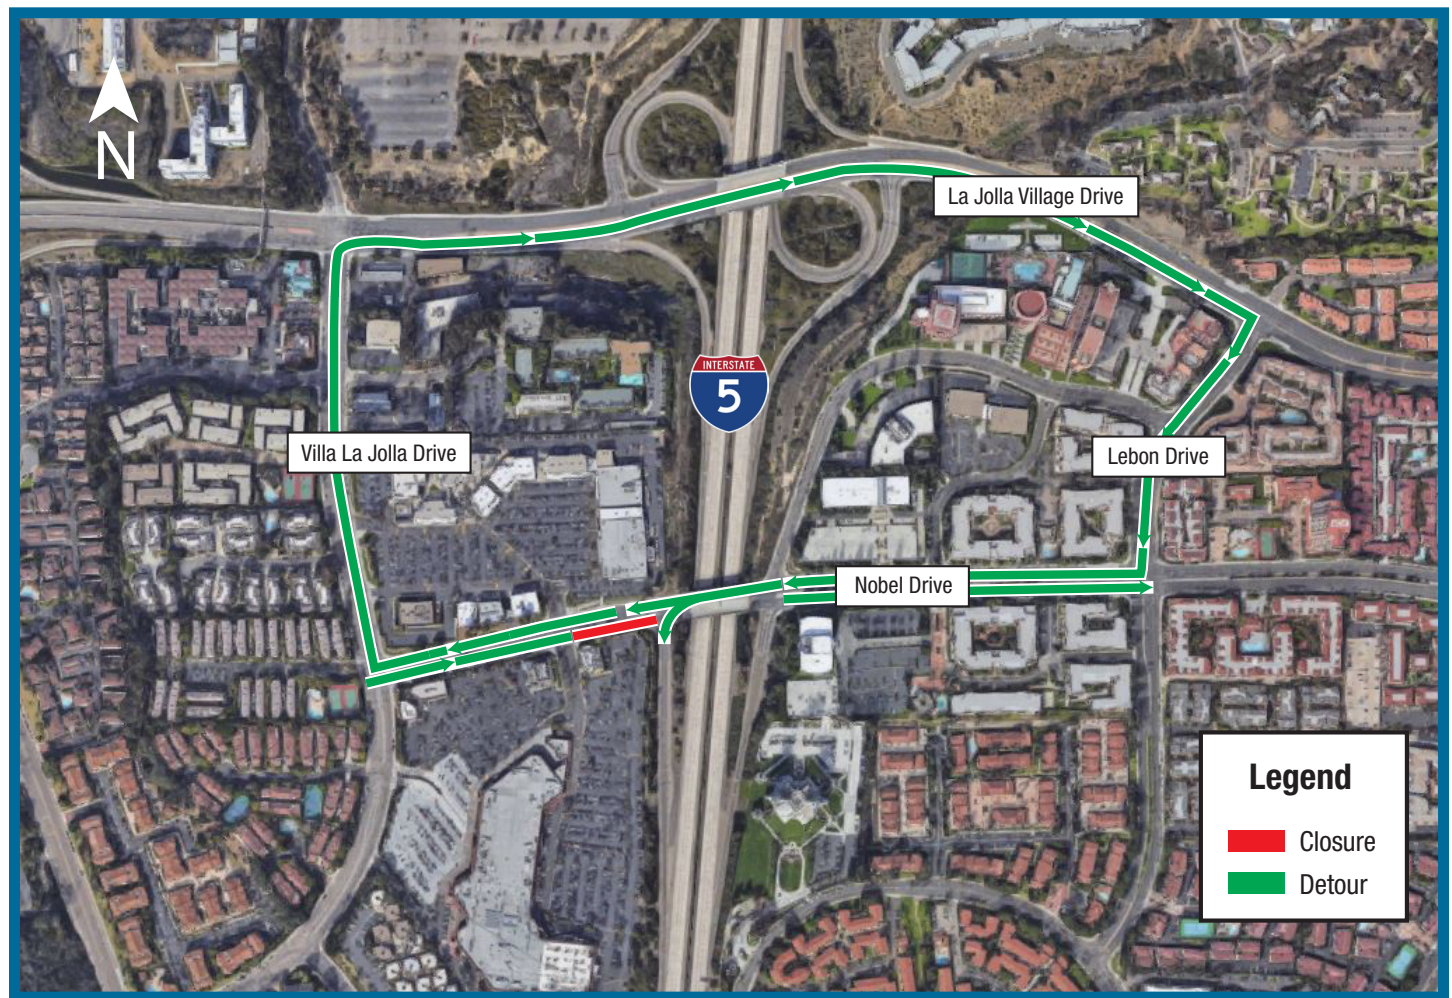 N
La Jolla Village Drive
INTERSTATE
5
Villa La Jolla Drive
Lebon Drive
Nobel Drive
Legend
Closure
Detour